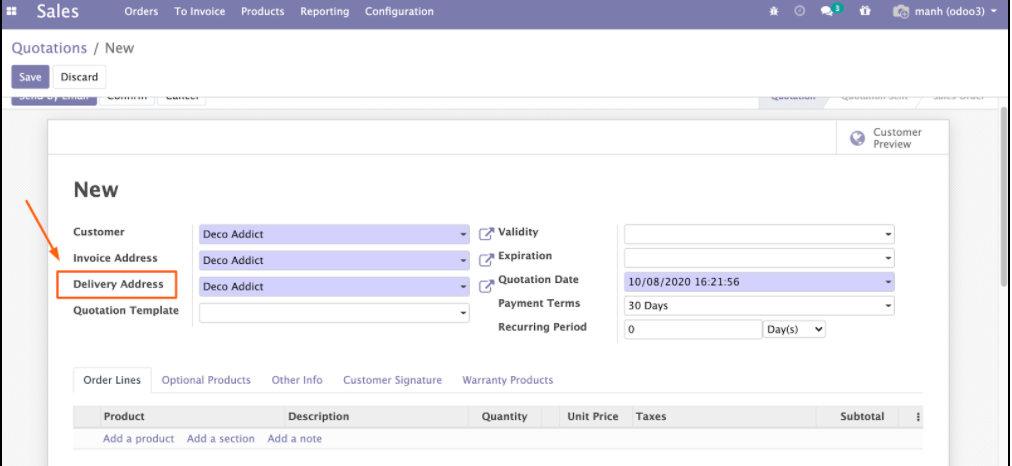 Sales Orders To Invoice Products Reporting Configuration 3 manh (odoo3)
Quotations / New
Save Discard
Send by Email Confirm Cancel Quotation Quotation Sent Sales Order
Customer
Preview
New
Customer Deco Addict Validity
Invoice Address Deco Addict Expiration
Delivery Address Deco Addict Quotation Date 10/08/2020 16:21:56
Quotation Template Payment Terms 30 Days
Recurring Period 0 Day(s)
Order Lines Optional Products Other Info Customer Signature Warranty Products
Product Description Quantity Unit Price Taxes Subtotal
Add a product Add a section Add a note